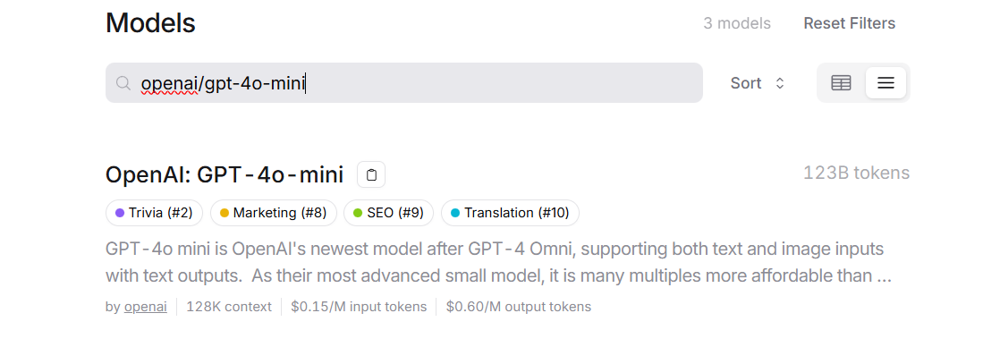 Models
3 models
Reset Filters
openai/gpt-4o-mini
Sort
OpenAI: GPT-4o-mini
123B tokens
Trivia (#2)
Marketing (#8)
SEO (#9)
Translation (#10)
GPT-4o mini is OpenAI's newest model after GPT-4 Omni, supporting both text and image inputs
with text outputs.  As their most advanced small model, it is many multiples more affordable than ...
by openai
128K context
$0.15/M input tokens
$0.60/M output tokens